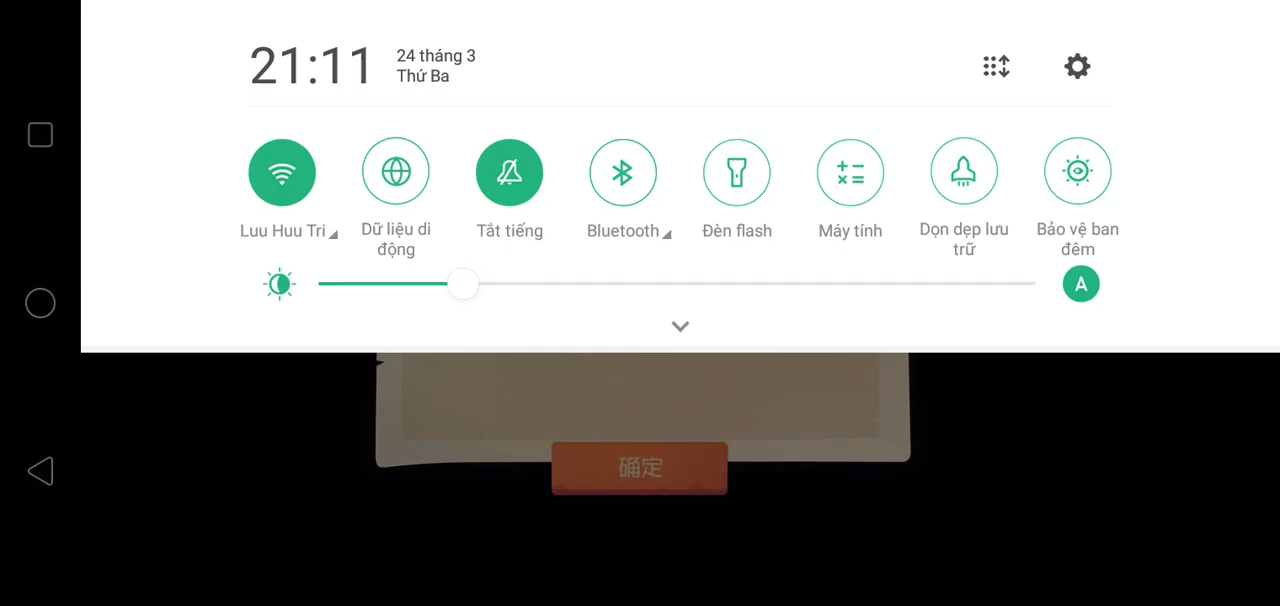 21:11
24 tháng 3
Thứ Ba
Luu Huu Tri
Dữ liệu di động
Tắt tiếng
Bluetooth
Đèn flash
Máy tính
Dọn dẹp lưu trữ
Bảo vệ ban đêm
A
确定